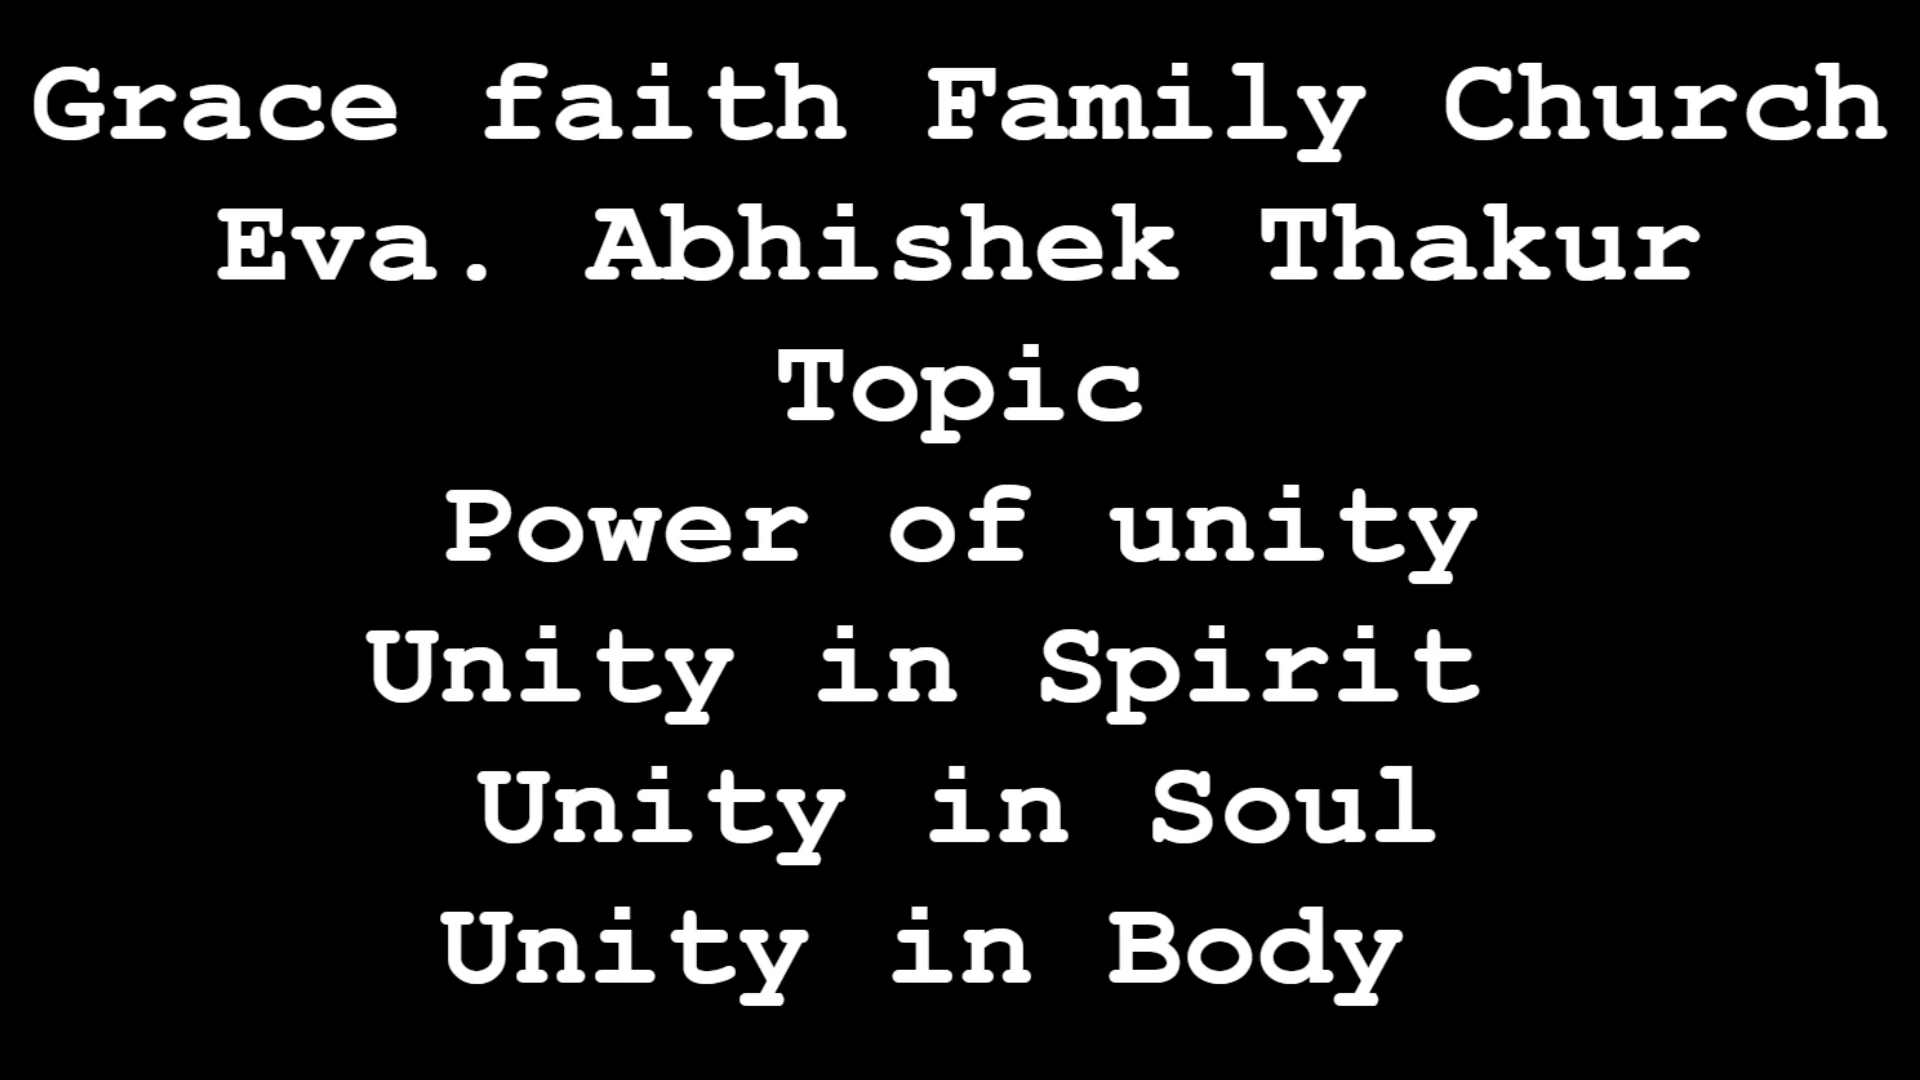 Grace faith Family Church
Eva. Abhishek Thakur
Topic
Power of unity
Unity in Spirit
Unity in Soul
Unity in Body